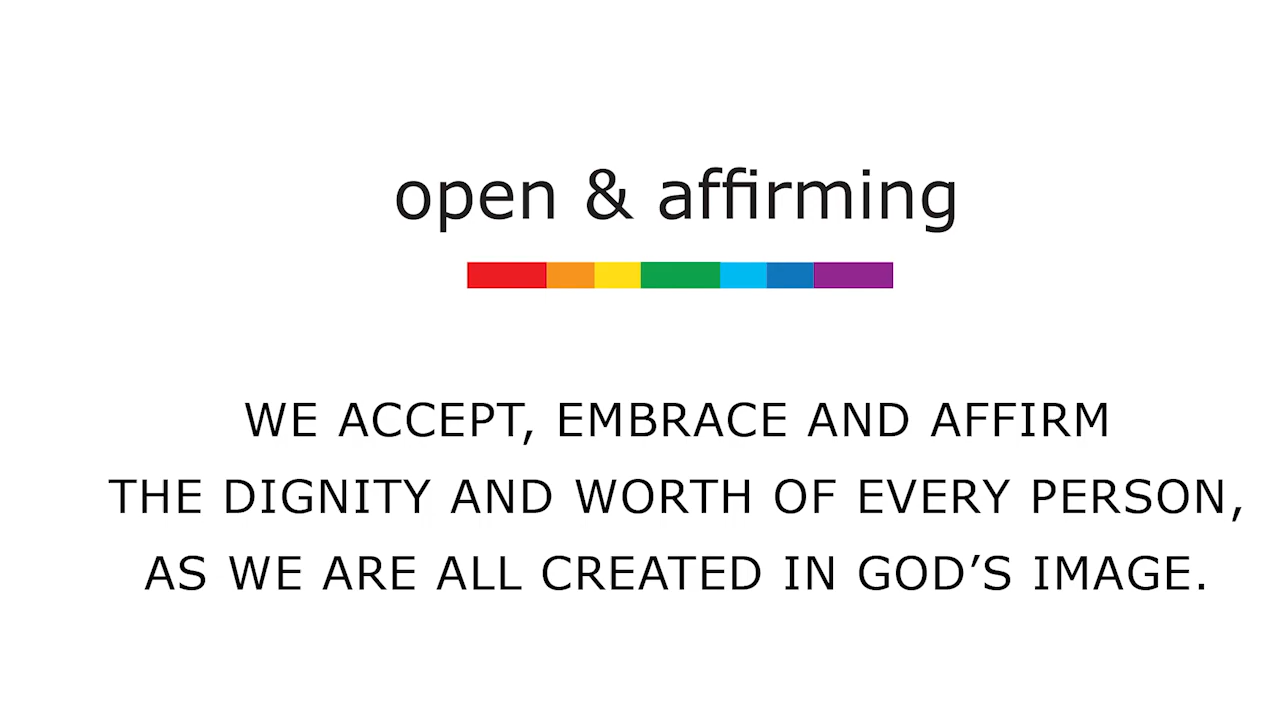 open & affirming
WE ACCEPT, EMBRACE AND AFFIRM
THE DIGNITY AND WORTH OF EVERY PERSON,
AS WE ARE ALL CREATED IN GOD’S IMAGE.